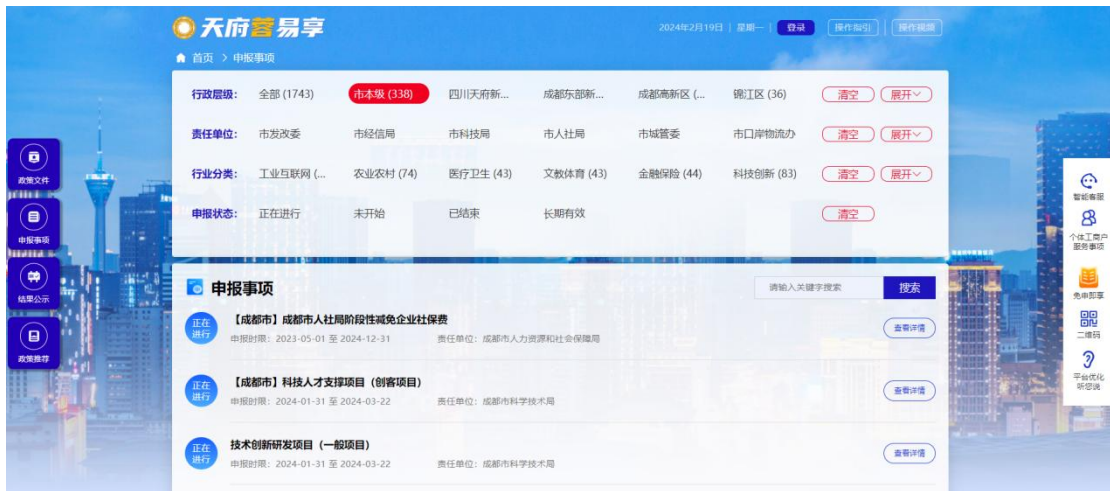 天府蓉易享
2024年2月19日 | 星期一 | 登录 操作指引 | 操作视频
首页 > 申报事项
行政层级: 全部 (1743) 市本级 (338) 四川天府新... 成都东部新... 成都高新区 (... 锦江区 (36) 清空 展开
责任单位: 市发改委 市经信局 市科技局 市人社局 市城管委 市口岸物流办 清空 展开
行业分类: 工业互联网 (... 农业农村 (74) 医疗卫生 (43) 文教体育 (43) 金融保险 (44) 科技创新 (83) 清空 展开
申报状态: 正在进行 未开始 已结束 长期有效 清空
政策文件
申报事项
结果公示
政策推荐
申报事项 请输入关键字搜索 搜索
正在进行 【成都市】成都市人社局阶段性减免企业社保费 查看详情
申报时限: 2023-05-01 至 2024-12-31 责任单位: 成都市人力资源和社会保障局
正在进行 【成都市】科技人才支撑项目（创客项目） 查看详情
申报时限: 2024-01-31 至 2024-03-22 责任单位: 成都市科学技术局
正在进行 技术创新研发项目（一般项目） 查看详情
申报时限: 2024-01-31 至 2024-03-22 责任单位: 成都市科学技术局
智能客服
个体工商户
服务事项
免申即享
二维码
平台优化
听您说